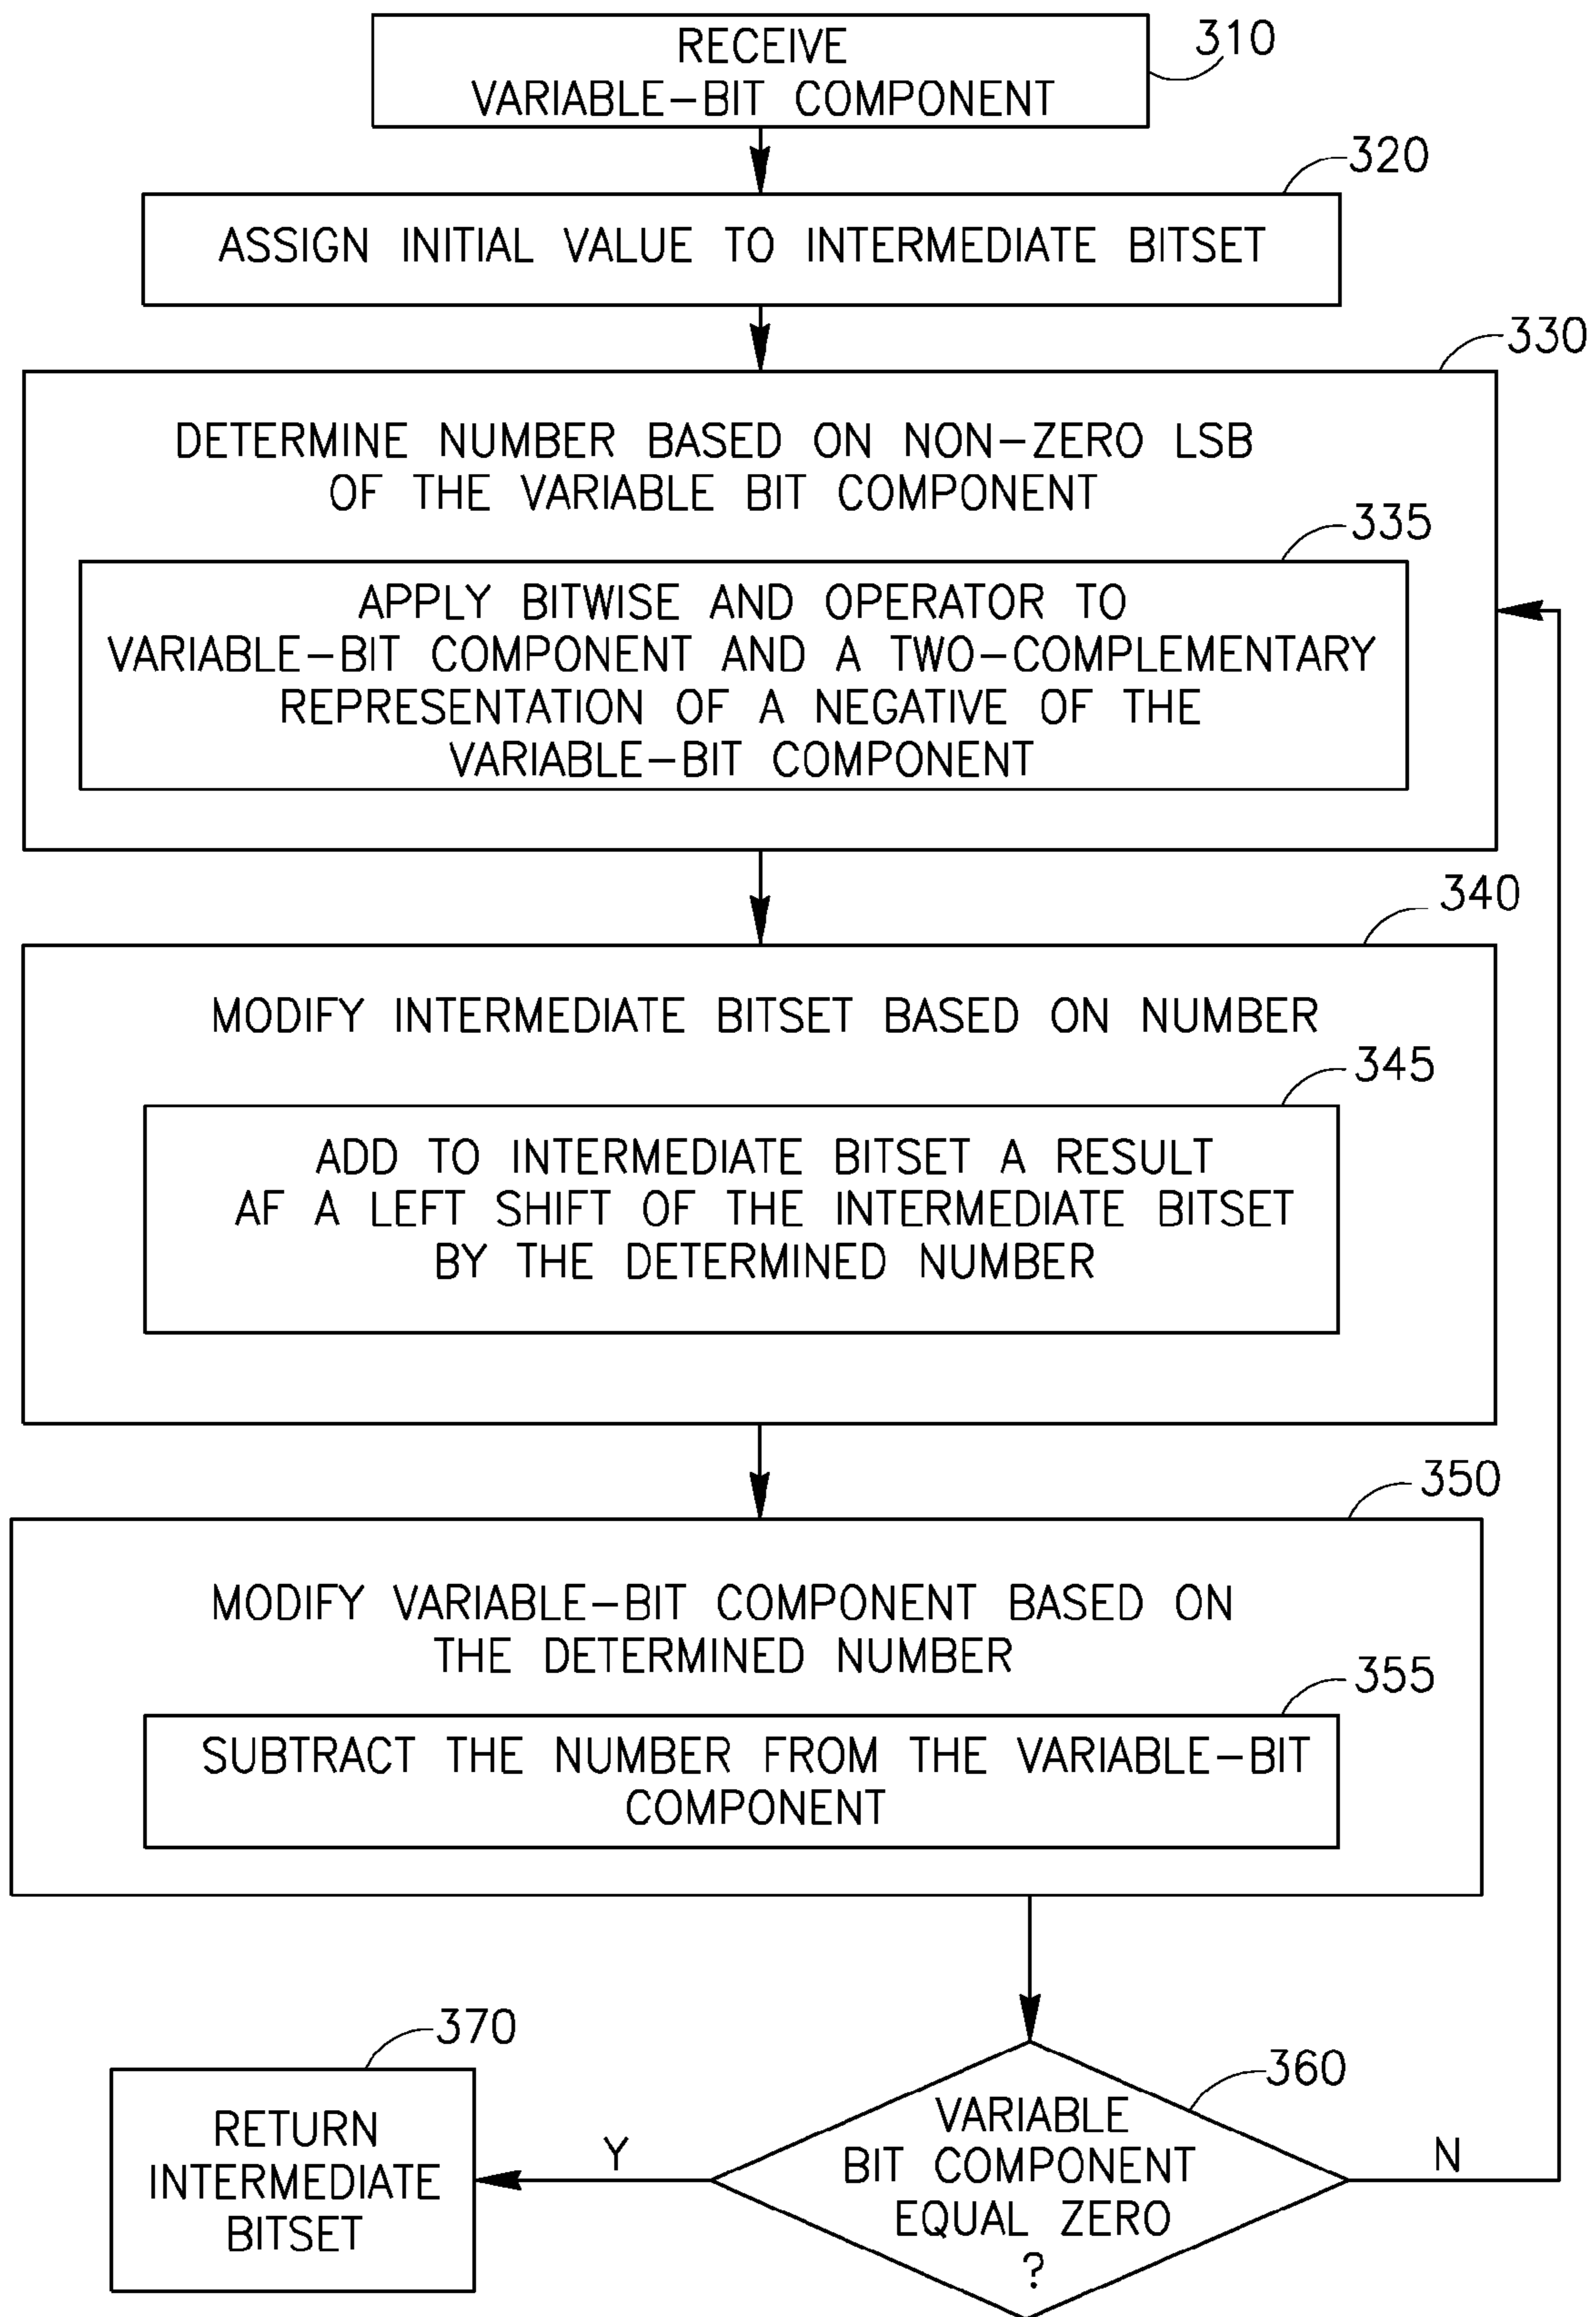 RECEIVE
VARIABLE-BIT COMPONENT
310
320
ASSIGN INITIAL VALUE TO INTERMEDIATE BITSET
330
DETERMINE NUMBER BASED ON NON-ZERO LSB
OF THE VARIABLE BIT COMPONENT
335
APPLY BITWISE AND OPERATOR TO
VARIABLE-BIT COMPONENT AND A TWO-COMPLEMENTARY
REPRESENTATION OF A NEGATIVE OF THE
VARIABLE-BIT COMPONENT
340
MODIFY INTERMEDIATE BITSET BASED ON NUMBER
345
ADD TO INTERMEDIATE BITSET A RESULT
AF A LEFT SHIFT OF THE INTERMEDIATE BITSET
BY THE DETERMINED NUMBER
350
MODIFY VARIABLE-BIT COMPONENT BASED ON
THE DETERMINED NUMBER
355
SUBTRACT THE NUMBER FROM THE VARIABLE-BIT
COMPONENT
360
VARIABLE
BIT COMPONENT
EQUAL ZERO
?
N
Y
370
RETURN
INTERMEDIATE
BITSET